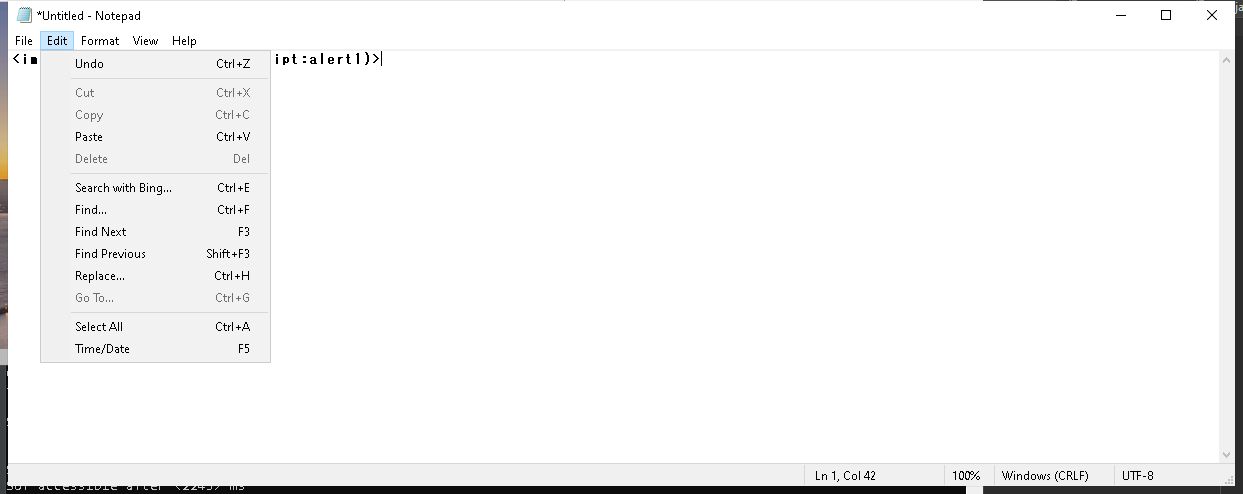 *Untitled - Notepad
File Edit Format View Help
<im ipt:alert1)>
Undo Ctrl+Z
Cut Ctrl+X
Copy Ctrl+C
Paste Ctrl+V
Delete Del
Search with Bing... Ctrl+E
Find... Ctrl+F
Find Next F3
Find Previous Shift+F3
Replace... Ctrl+H
Go To... Ctrl+G
Select All Ctrl+A
Time/Date F5
Ln 1, Col 42 100% Windows (CRLF) UTF-8
accessible after ms